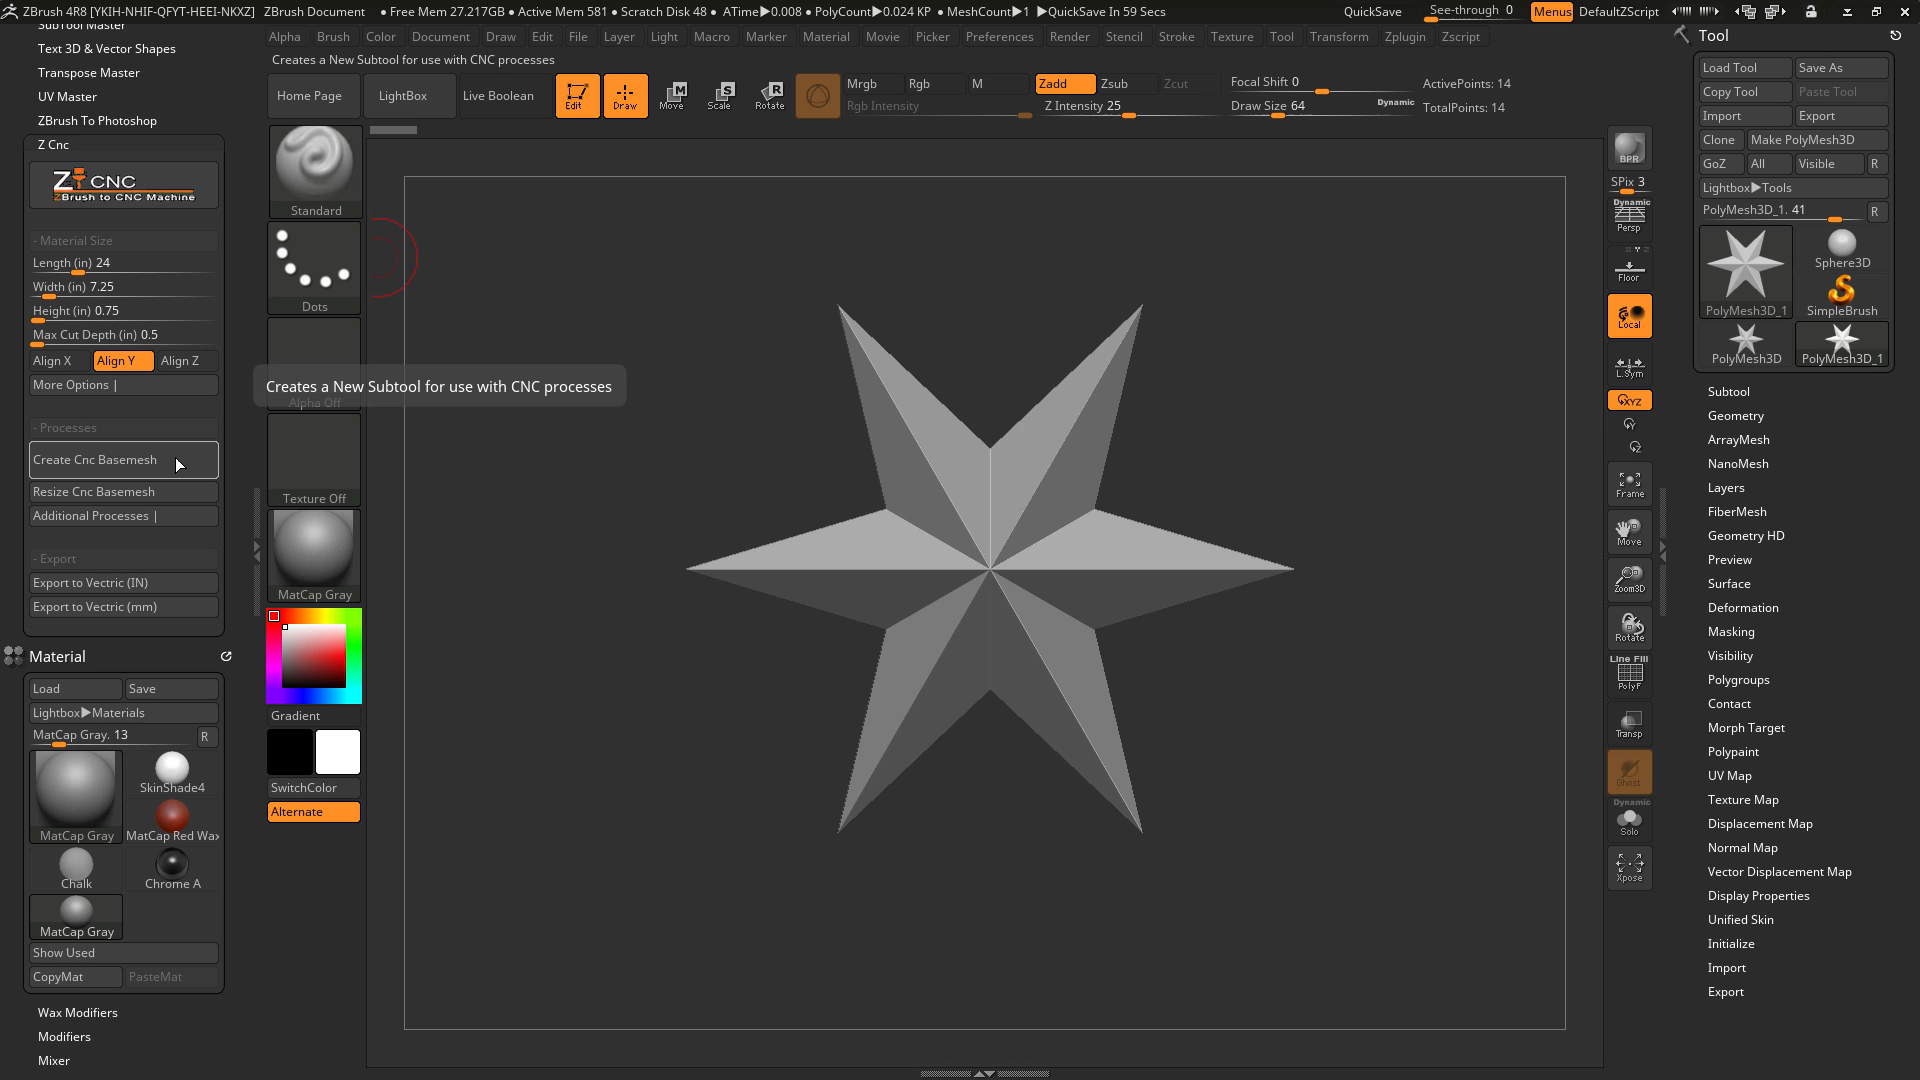 ZBrush 4R8 [YKIH-NHIF-QFYT-HEEI-NKXZ] ZBrush Document • Free Mem 27.217GB • Active Mem 581 • Scratch Disk 48 • ATime▶0.008 • PolyCount▶0.024 KP • MeshCount▶1 ▶QuickSave In 59 Secs QuickSave See-through 0 Menus DefaultZScript
Alpha Brush Color Document Draw Edit File Layer Light Macro Marker Material Movie Picker Preferences Render Stencil Stroke Texture Tool Transform Zplugin Zscript
Creates a New Subtool for use with CNC processes
SubTool Master
Text 3D & Vector Shapes
Transpose Master
UV Master
ZBrush To Photoshop
Z Cnc
Z CNC
ZBrush to CNC Machine
- Material Size
Length (in) 24
Width (in) 7.25
Height (in) 0.75
Max Cut Depth (in) 0.5
Align X Align Y Align Z
More Options |
- Processes
Create Cnc Basemesh
Resize Cnc Basemesh
Additional Processes |
- Export
Export to Vectric (IN)
Export to Vectric (mm)
Material
Load Save
Lightbox▶Materials
MatCap Gray. 13 R
SkinShade4
MatCap Gray MatCap Red Wax
Chalk Chrome A
MatCap Gray
Show Used
CopyMat PasteMat
Wax Modifiers
Modifiers
Mixer
Home Page LightBox Live Boolean Edit Draw Move Scale Rotate
M S R
Mrgb Rgb M Zadd Zsub Zcut
Rgb Intensity Z Intensity 25
Focal Shift 0
Draw Size 64 Dynamic
ActivePoints: 14
TotalPoints: 14
Standard
Dots
Creates a New Subtool for use with CNC processes
Alpha Off
Texture Off
MatCap Gray
Gradient
SwitchColor
Alternate
BPR
SPix 3
Dynamic
Persp
Floor
Local
L.Sym
XYZ
Y
Z
Frame
Move
Zoom3D
Rotate
Line Fill
PolyF
Transp
Ghost
Dynamic
Solo
Xpose
Tool
Load Tool Save As
Copy Tool Paste Tool
Import Export
Clone Make PolyMesh3D
GoZ All Visible R
Lightbox▶Tools
PolyMesh3D_1. 41 R
Sphere3D
PolyMesh3D_1 SimpleBrush
PolyMesh3D PolyMesh3D_1
Subtool
Geometry
ArrayMesh
NanoMesh
Layers
FiberMesh
Geometry HD
Preview
Surface
Deformation
Masking
Visibility
Polygroups
Contact
Morph Target
Polypaint
UV Map
Texture Map
Displacement Map
Normal Map
Vector Displacement Map
Display Properties
Unified Skin
Initialize
Import
Export